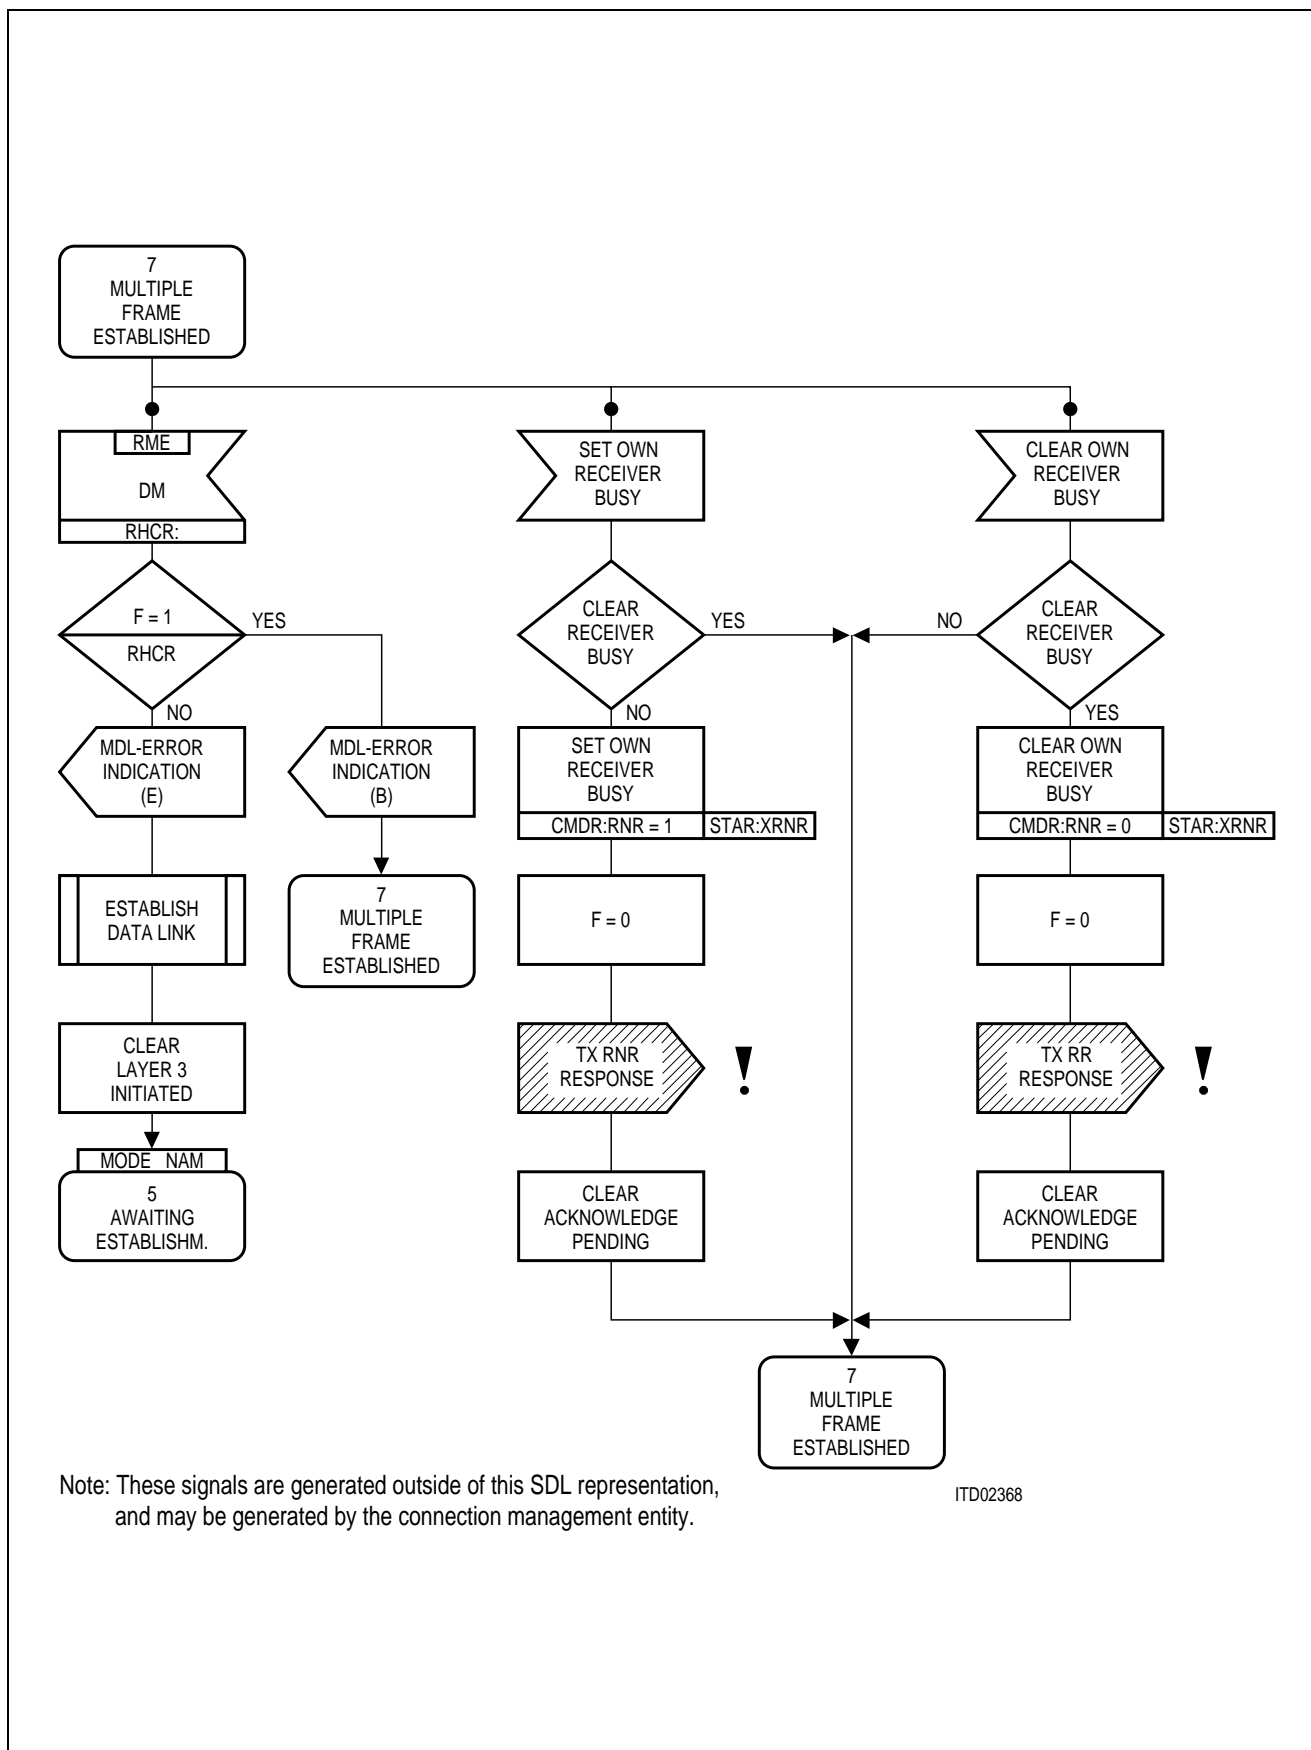 7
MULTIPLE
FRAME
ESTABLISHED
RME
DM
RHCR:
SET OWN
RECEIVER
BUSY
CLEAR OWN
RECEIVER
BUSY
F = 1
RHCR
YES
NO
CLEAR
RECEIVER
BUSY
YES
NO
NO
CLEAR
RECEIVER
BUSY
YES
MDL-ERROR
INDICATION
(E)
MDL-ERROR
INDICATION
(B)
SET OWN
RECEIVER
BUSY
CMDR:RNR = 1
STAR:XRNR
CLEAR OWN
RECEIVER
BUSY
CMDR:RNR = 0
STAR:XRNR
ESTABLISH
DATA LINK
7
MULTIPLE
FRAME
ESTABLISHED
F = 0
F = 0
CLEAR
LAYER 3
INITIATED
TX RNR
RESPONSE
!
TX RR
RESPONSE
!
MODE NAM
5
AWAITING
ESTABLISHM.
CLEAR
ACKNOWLEDGE
PENDING
CLEAR
ACKNOWLEDGE
PENDING
7
MULTIPLE
FRAME
ESTABLISHED
Note: These signals are generated outside of this SDL representation,
and may be generated by the connection management entity.
ITD02368